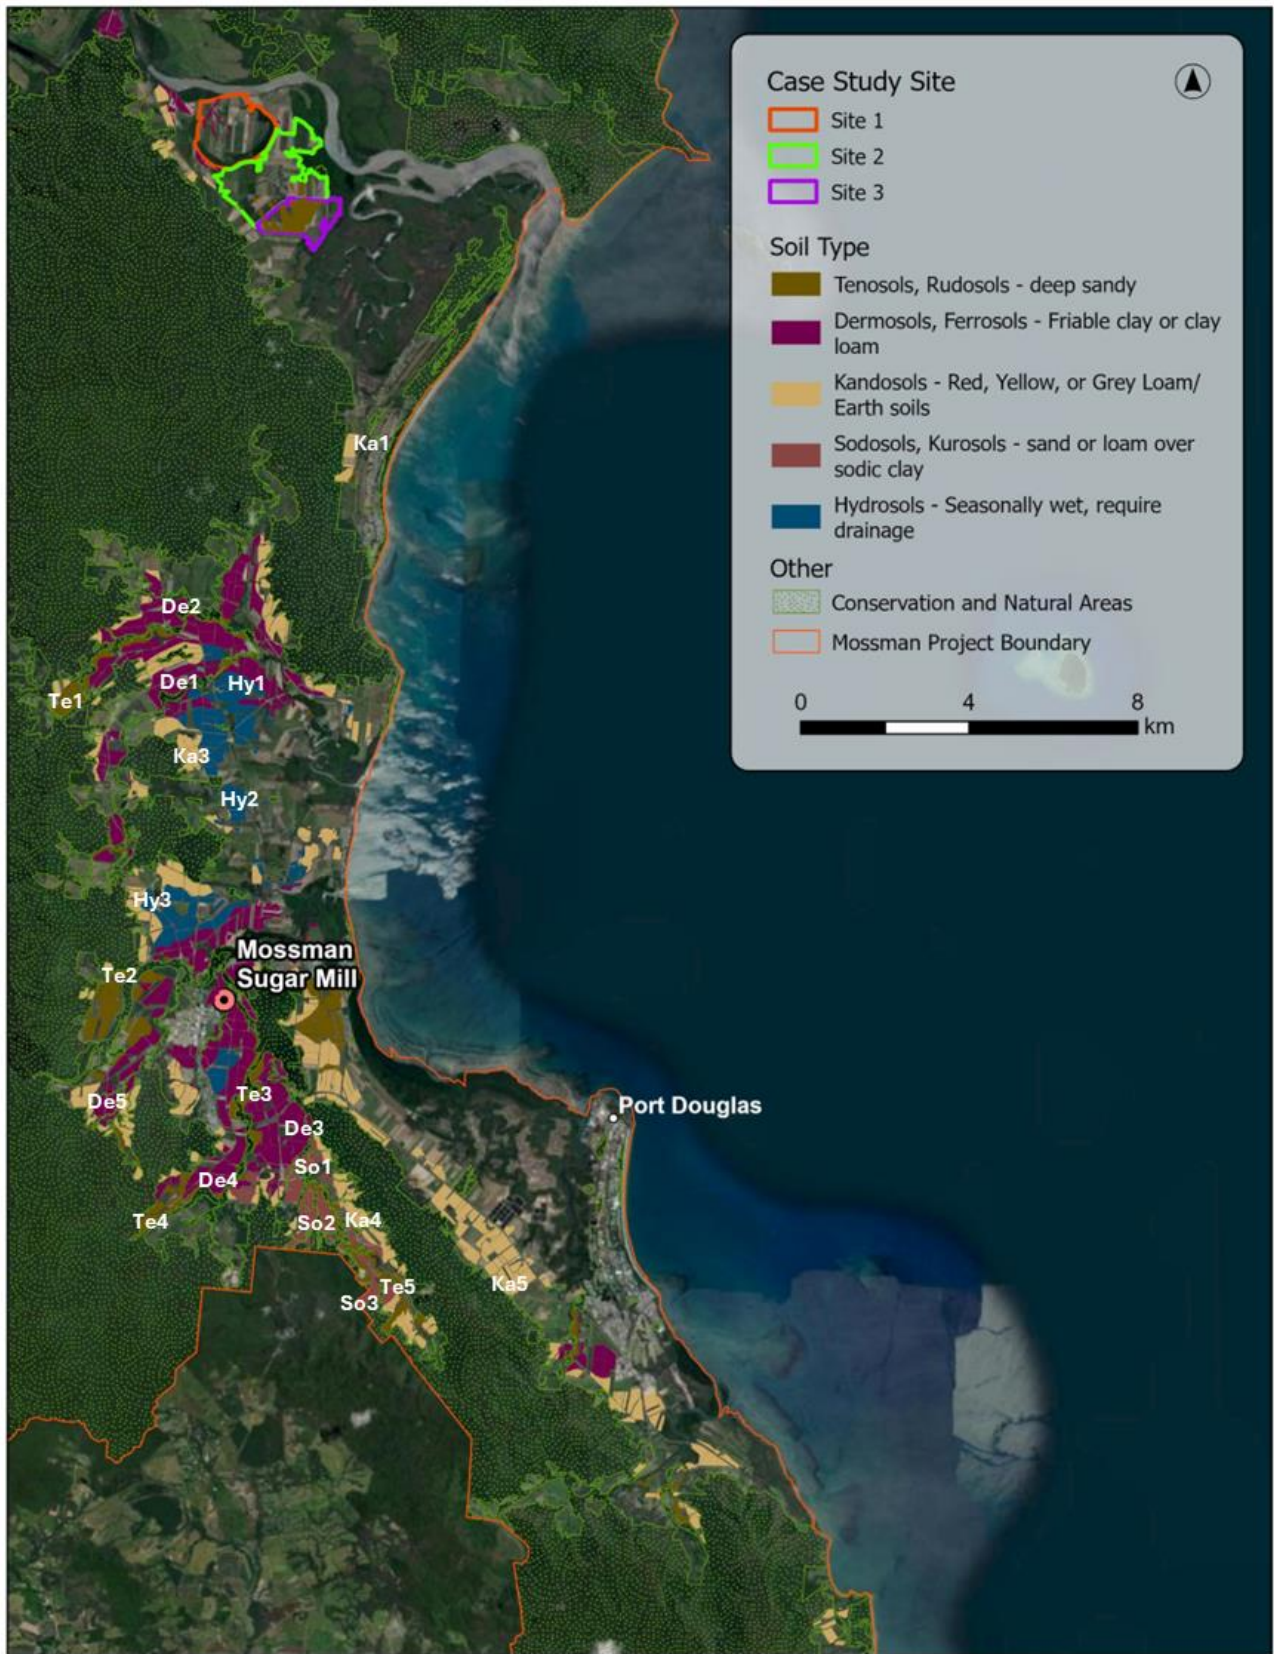 Case Study Site
Site 1
Site 2
Site 3
Soil Type
Tenosols, Rudosols - deep sandy
Dermosols, Ferrosols - Friable clay or clay
loam
Kandosols - Red, Yellow, or Grey Loam/
Earth soils
Sodosols, Kurosols - sand or loam over
sodic clay
Hydrosols - Seasonally wet, require
drainage
Other
Conservation and Natural Areas
Mossman Project Boundary
0 4 8
km
Ka1
De2
De1
Hy1
Te1
Ka3
Hy2
Hy3
Mossman
Sugar Mill
Te2
Te3
De5
Port Douglas
De3
So1
De4
Te4
So2
Ka4
Ka5
Te5
So3